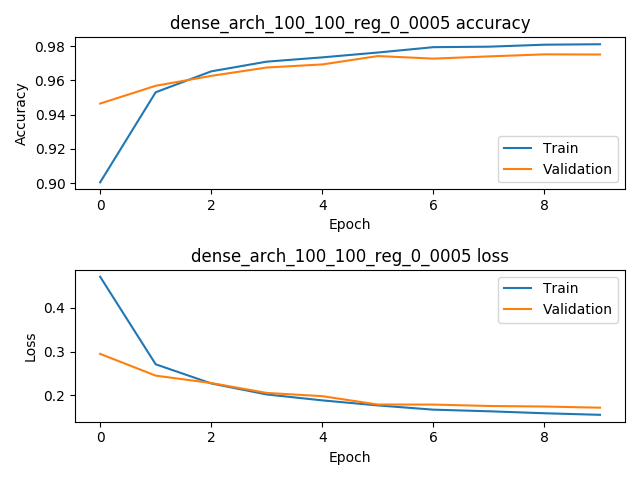 dense_arch_100_100_reg_0_0005 accuracy
0.98
0.96
0.94
0.92
0.90
Accuracy
Train
Validation
0 2 4 6 8
Epoch
dense_arch_100_100_reg_0_0005 loss
0.4
0.3
0.2
Loss
Train
Validation
0 2 4 6 8
Epoch